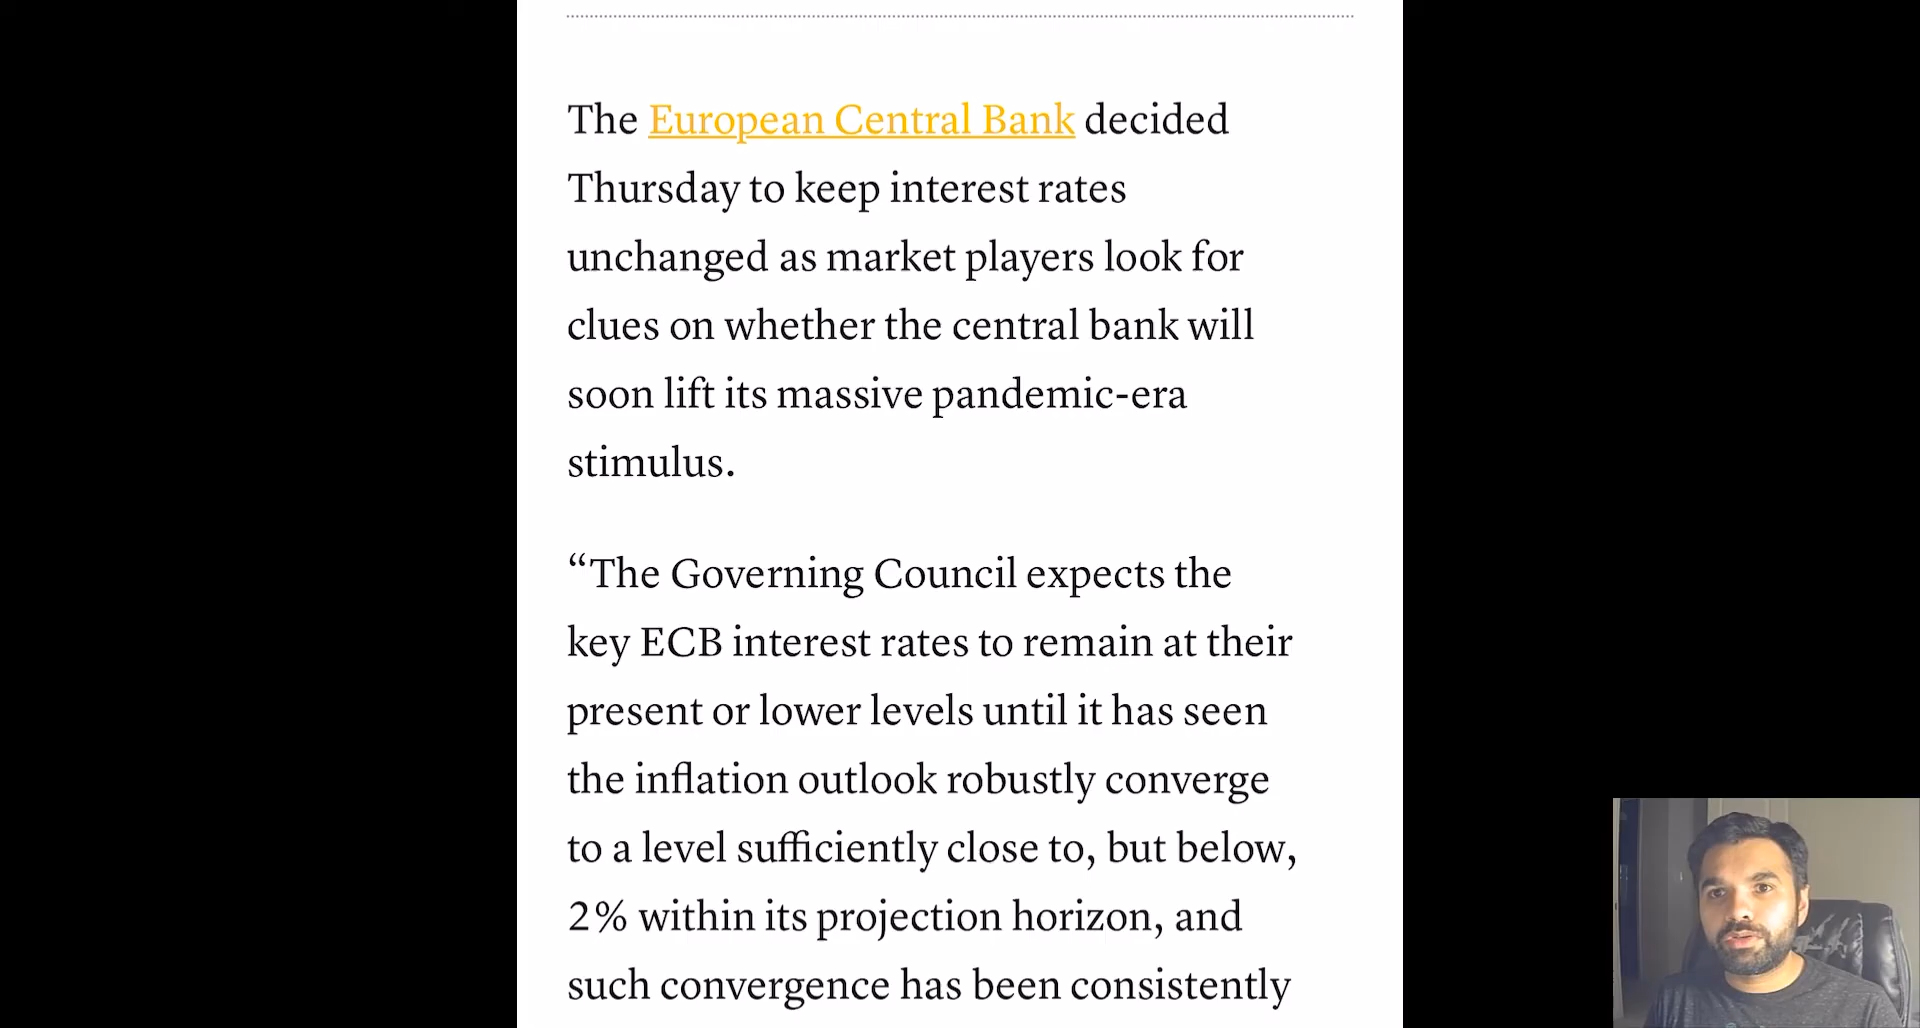 The European Central Bank decided
Thursday to keep interest rates
unchanged as market players look for
clues on whether the central bank will
soon lift its massive pandemic-era
stimulus.
“The Governing Council expects the
key ECB interest rates to remain at their
present or lower levels until it has seen
the inflation outlook robustly converge
to a level sufficiently close to, but below,
2% within its projection horizon, and
such convergence has been consistently